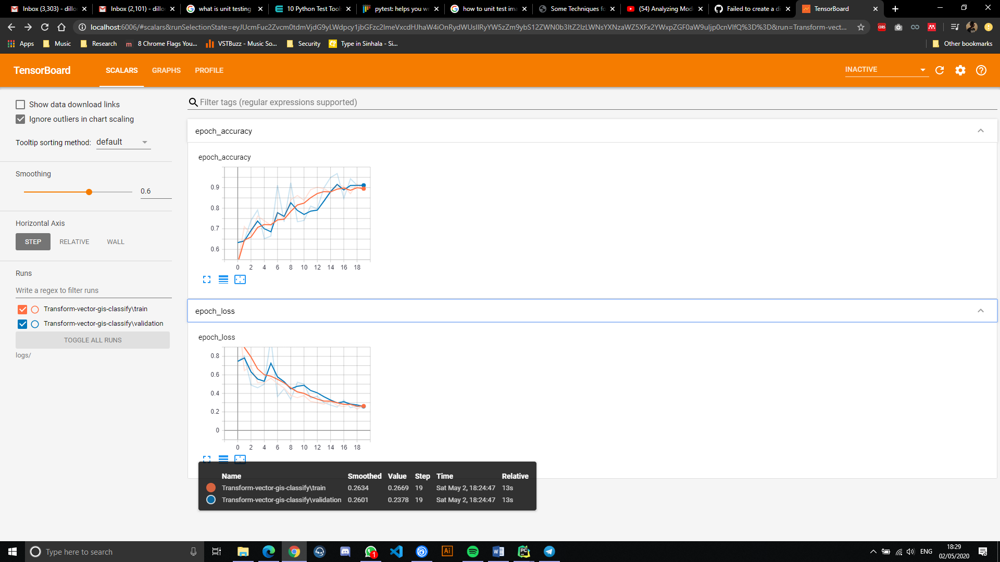 Inbox (3,303) - dillo
Inbox (2,101) - dillo
what is unit testing
10 Python Test Tool
pytest: helps you w
how to unit test ima
Some Techniques fo
(54) Analyzing Mod
Failed to create a di
TensorBoard
localhost:6006/#scalars&runSelectionState=eyJUcmFuc2Zvcm0tdmVjdG9yLWdpcy1jbGFzc2lmeVxcdHJhaW4iOnRydWUsIlRyYW5zZm9ybS12ZWN0b3ItZ2lzLWNsYXNzaWZ5XFx2YWxpZGF0aW9uIjp0cnVlfQ%3D%3D&run=Transform-vect...
Apps
Music
Research
8 Chrome Flags You...
VSTBuzz - Music So...
Security
Type in Sinhala - Si...
Other bookmarks
TensorBoard
SCALARS
GRAPHS
PROFILE
INACTIVE
Show data download links
Ignore outliers in chart scaling
Tooltip sorting method: default
Smoothing
0.6
Horizontal Axis
STEP
RELATIVE
WALL
Runs
Write a regex to filter runs
Transform-vector-gis-classify\train
Transform-vector-gis-classify\validation
TOGGLE ALL RUNS
logs/
Filter tags (regular expressions supported)
epoch_accuracy
epoch_accuracy
0.9
0.8
0.7
0.6
0 2 4 6 8 10 12 14 16 18
epoch_loss
epoch_loss
0.8
0.6
0.4
0.2
0
0 2 4 6 8 10 12 14 16 18
Name Smoothed Value Step Time Relative
Transform-vector-gis-classify\train 0.2634 0.2669 19 Sat May 2, 18:24:47 13s
Transform-vector-gis-classify\validation 0.2601 0.2378 19 Sat May 2, 18:24:47 13s
Type here to search
1
Ai
PC
ENG
18:29
02/05/2020